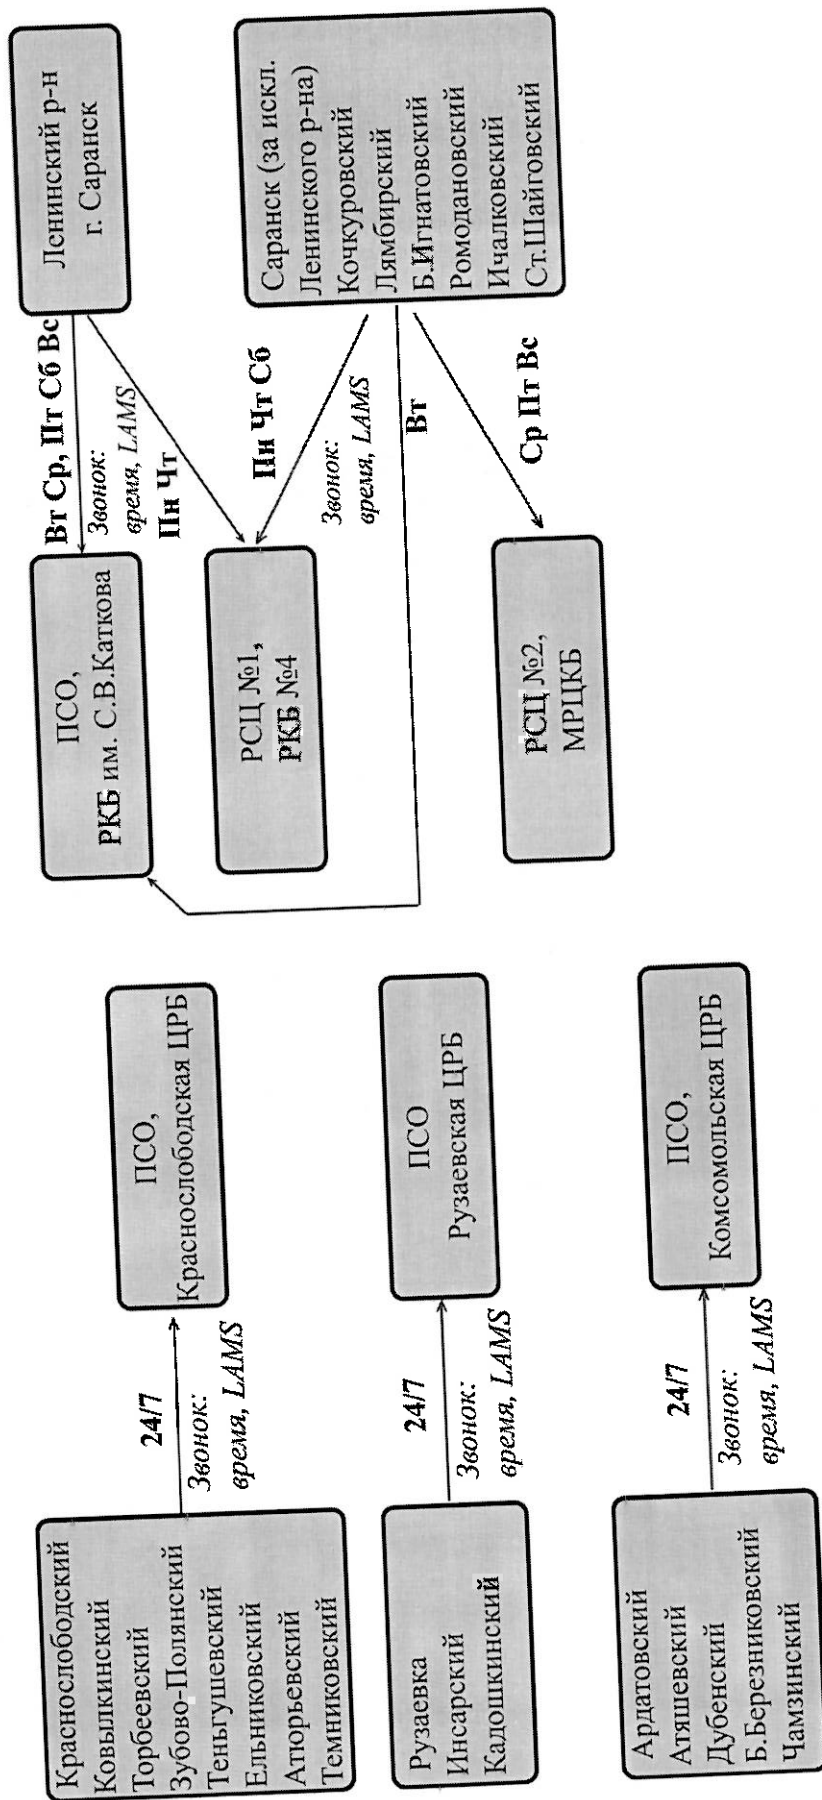 Краснослободский
Ковылкинский
Торбеевский
Зубово-Полянский
Теньгушевский
Ельниковский
Атюрьевский
Темниковский
24/7
Звонок:
время, LAMS
ПСО,
Краснослободская ЦРБ
Рузаевка
Инсарский
Кадошкинский
24/7
Звонок:
время, LAMS
ПСО
Рузаевская ЦРБ
Ардатовский
Атяшевский
Дубенский
Б.Березниковский
Чамзинский
24/7
Звонок:
время, LAMS
ПСО,
Комсомольская ЦРБ
ПСО,
РКБ им. С.В.Каткова
Вт Ср, Пт Сб Вс
Звонок:
время, LAMS
Пн Чт
Ленинский р-н
г. Саранск
РСЦ №1,
РКБ №4
Пн Чт Сб
Звонок:
время, LAMS
Вт
Саранск (за искл.
Ленинского р-на)
Кочкуровский
Лямбирский
Б.Игнатовский
Ромодановский
Ичалковский
Ст.Шайговский
РСЦ №2,
МРЦКБ
Ср Пт Вс